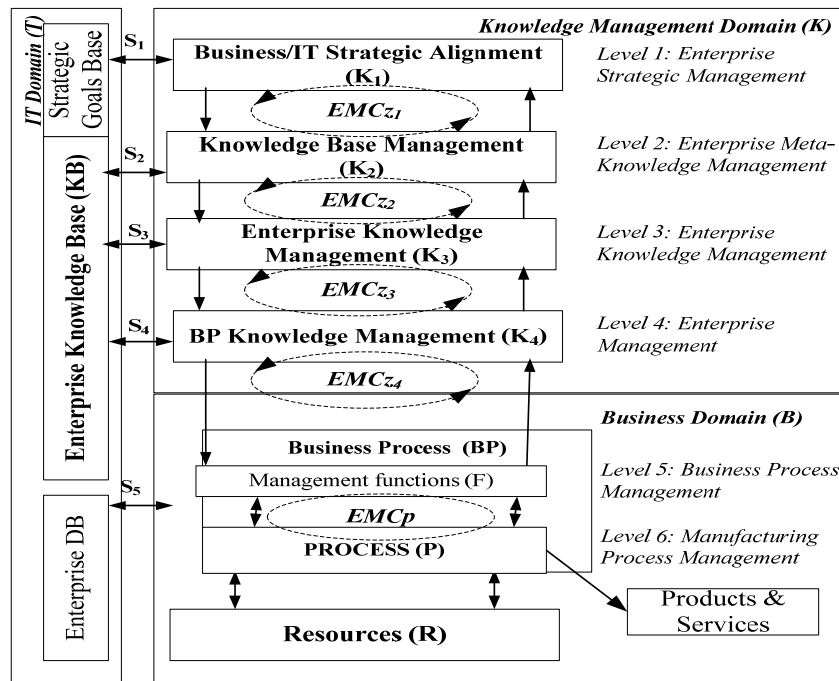 IT Domain (T)
Strategic
Goals Base
Enterprise Knowledge Base (KB)
Enterprise DB
S1
S2
S3
S4
S5
Knowledge Management Domain (K)
Business/IT Strategic Alignment
(K1)
Level 1: Enterprise
Strategic Management
EMCz1
Knowledge Base Management
(K2)
Level 2: Enterprise Meta-
Knowledge Management
EMCz2
Enterprise Knowledge
Management (K3)
Level 3: Enterprise
Knowledge Management
EMCz3
BP Knowledge Management (K4)
Level 4: Enterprise
Management
EMCz4
Business Domain (B)
Business Process (BP)
Management functions (F)
Level 5: Business Process
Management
EMCp
PROCESS (P)
Level 6: Manufacturing
Process Management
Products &
Services
Resources (R)